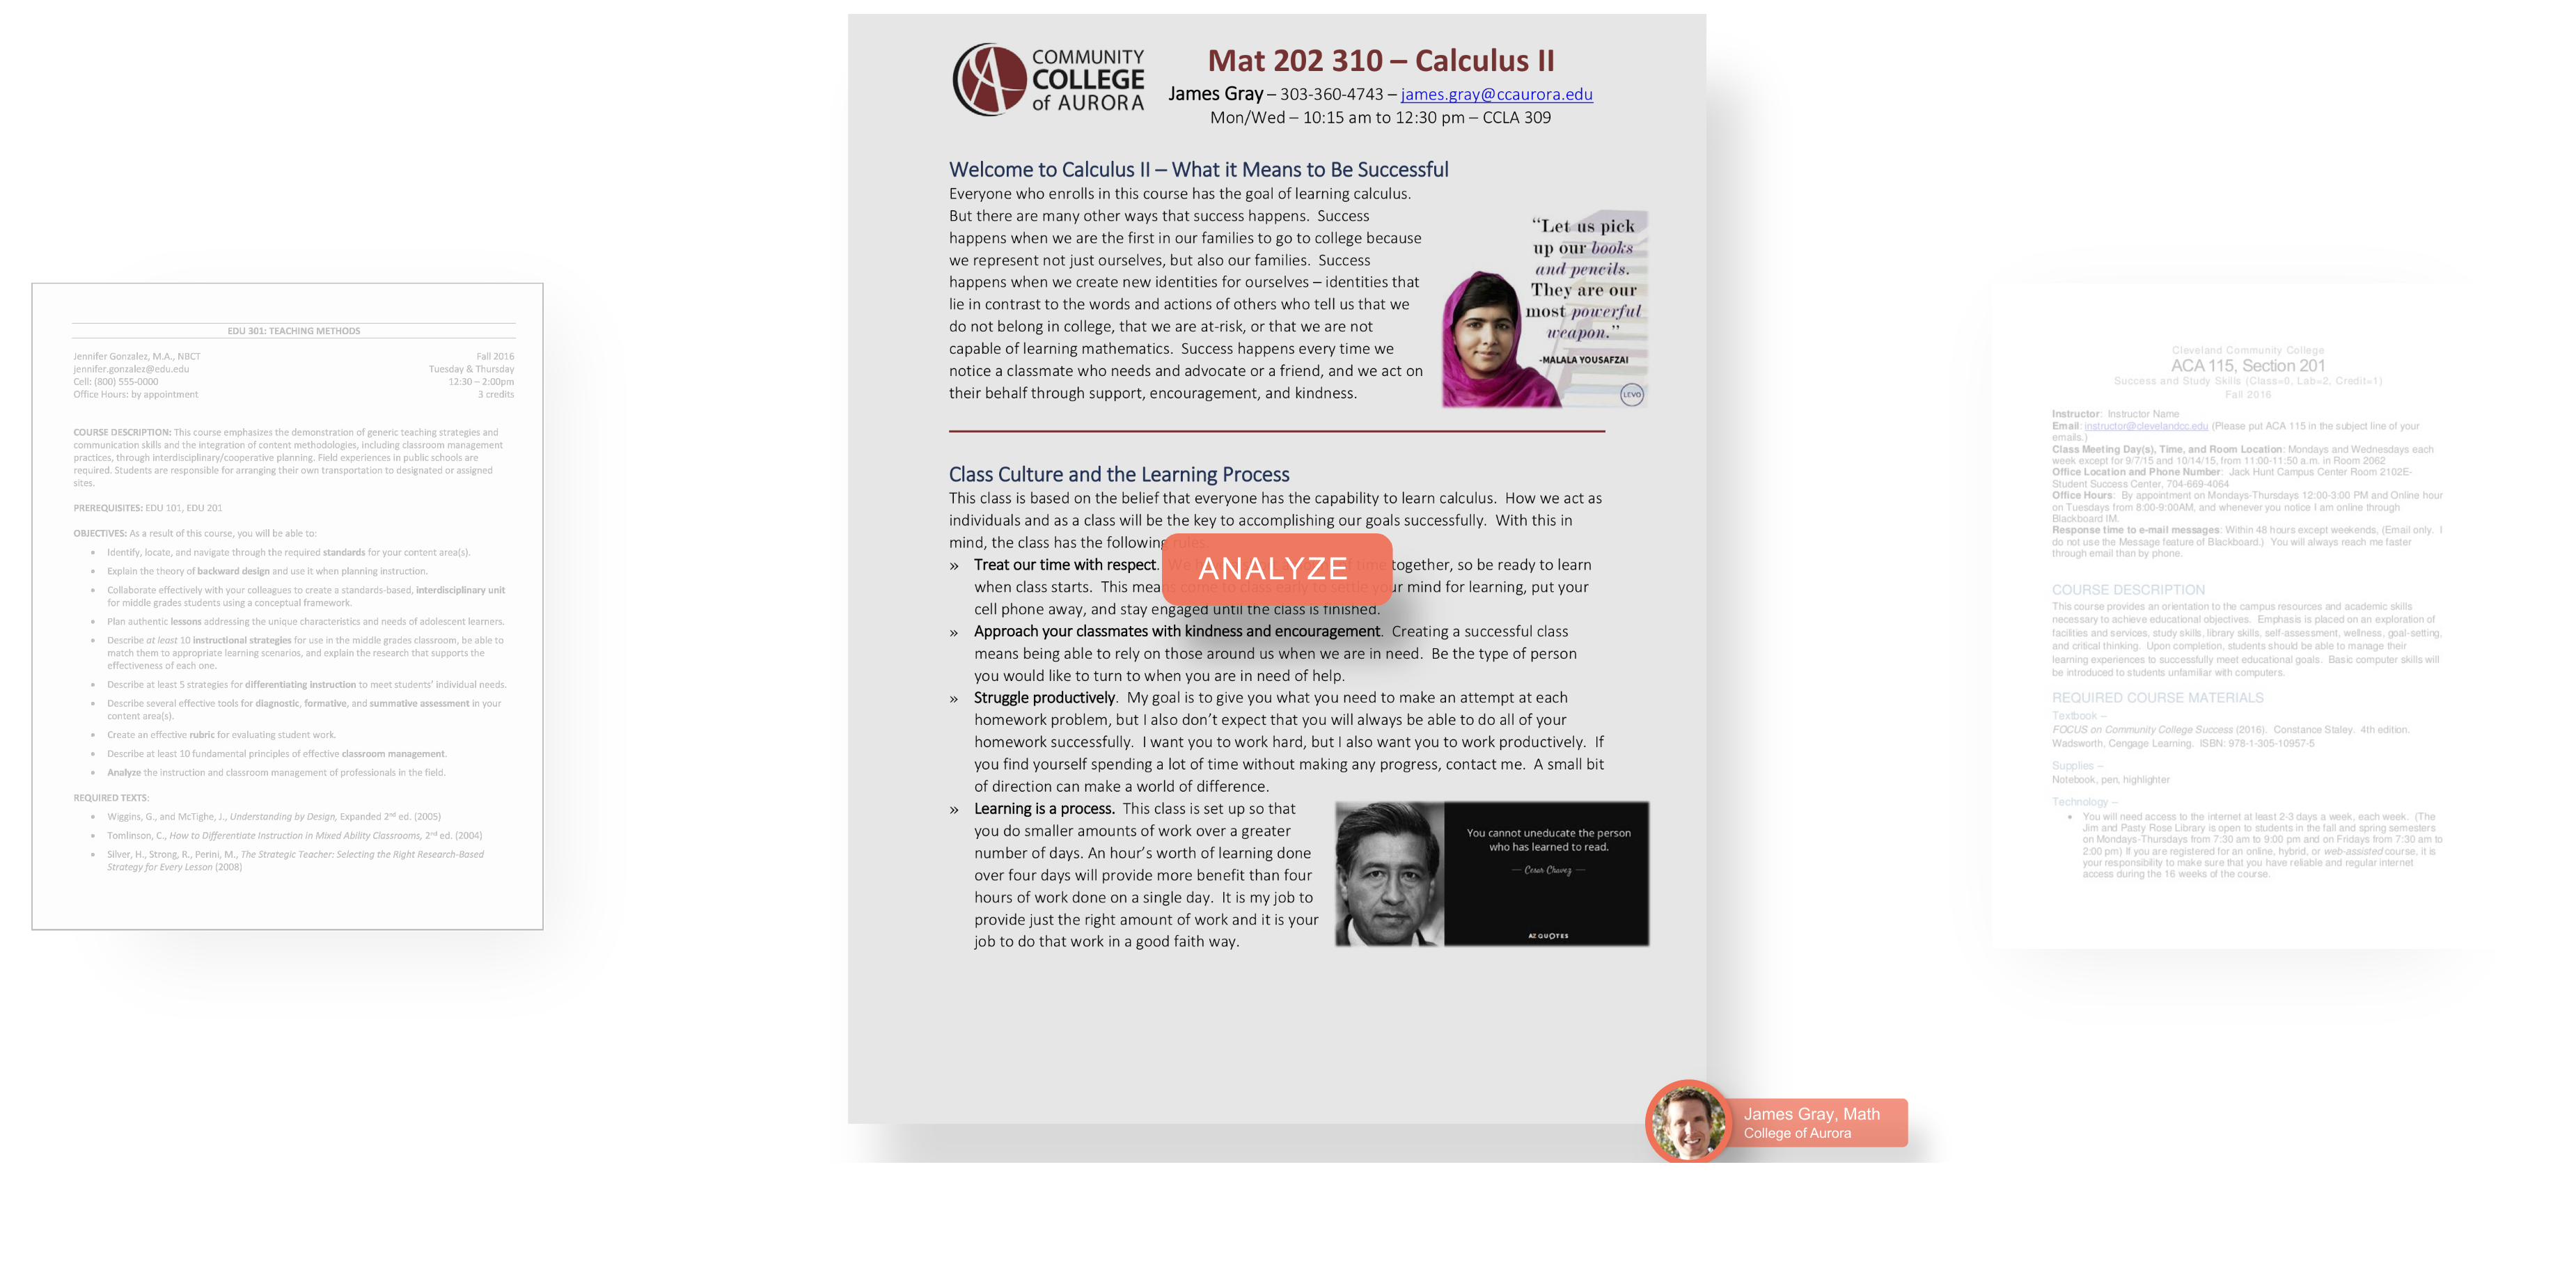 EDU 301: TEACHING METHODS
Jennifer Gonzalez, M.A., NBCT
jennifer.gonzalez@edu.edu
Cell: (800) 555-0000
Office Hours: by appointment
Fall 2016
Tuesday & Thursday
12:30 – 2:00pm
3 credits
COURSE DESCRIPTION: This course emphasizes the demonstration of generic teaching strategies and
communication skills and the integration of content methodologies, including classroom management
practices, through interdisciplinary/cooperative planning. Field experiences in public schools are
required. Students are responsible for arranging their own transportation to designated or assigned
sites.
PREREQUISITES: EDU 101, EDU 201
OBJECTIVES: As a result of this course, you will be able to:
• Identify, locate, and navigate through the required standards for your content area(s).
• Explain the theory of backward design and use it when planning instruction.
• Collaborate effectively with your colleagues to create a standards-based, interdisciplinary unit
for middle grades students using a conceptual framework.
• Plan authentic lessons addressing the unique characteristics and needs of adolescent learners.
• Describe at least 10 instructional strategies for use in the middle grades classroom, be able to
match them to appropriate learning scenarios, and explain the research that supports the
effectiveness of each one.
• Describe at least 5 strategies for differentiating instruction to meet students' individual needs.
• Describe several effective tools for diagnostic, formative, and summative assessment in your
content area(s).
• Create an effective rubric for evaluating student work.
• Describe at least 10 fundamental principles of effective classroom management.
• Analyze the instruction and classroom management of professionals in the field.
REQUIRED TEXTS:
• Wiggins, G., and McTighe, J., Understanding by Design, Expanded 2nd ed. (2005)
• Tomlinson, C., How to Differentiate Instruction in Mixed Ability Classrooms, 2nd ed. (2004)
• Silver, H., Strong, R., Perini, M., The Strategic Teacher: Selecting the Right Research-Based
Strategy for Every Lesson (2008)
COMMUNITY
COLLEGE
of AURORA
Mat 202 310 – Calculus II
James Gray – 303-360-4743 – james.gray@ccaurora.edu
Mon/Wed – 10:15 am to 12:30 pm – CCLA 309
Welcome to Calculus II – What it Means to Be Successful
Everyone who enrolls in this course has the goal of learning calculus.
But there are many other ways that success happens. Success
happens when we are the first in our families to go to college because
we represent not just ourselves, but also our families. Success
happens when we create new identities for ourselves – identities that
lie in contrast to the words and actions of others who tell us that we
do not belong in college, that we are at-risk, or that we are not
capable of learning mathematics. Success happens every time we
notice a classmate who needs and advocate or a friend, and we act on
their behalf through support, encouragement, and kindness.
“Let us pick
up our books
and pencils.
They are our
most powerful
weapon.”
-MALALA YOUSAFZAI
LEVO
Class Culture and the Learning Process
This class is based on the belief that everyone has the capability to learn calculus. How we act as
individuals and as a class will be the key to accomplishing our goals successfully. With this in
mind, the class has the following rules.
» Treat our time with respect. We time together, so be ready to learn
when class starts. This means come to class early to settle your mind for learning, put your
cell phone away, and stay engaged until the class is finished.
ANALYZE
» Approach your classmates with kindness and encouragement. Creating a successful class
means being able to rely on those around us when we are in need. Be the type of person
you would like to turn to when you are in need of help.
» Struggle productively. My goal is to give you what you need to make an attempt at each
homework problem, but I also don’t expect that you will always be able to do all of your
homework successfully. I want you to work hard, but I also want you to work productively. If
you find yourself spending a lot of time without making any progress, contact me. A small bit
of direction can make a world of difference.
» Learning is a process. This class is set up so that
you do smaller amounts of work over a greater
number of days. An hour’s worth of learning done
over four days will provide more benefit than four
hours of work done on a single day. It is my job to
provide just the right amount of work and it is your
job to do that work in a good faith way.
You cannot uneducate the person
who has learned to read.
— Cesar Chavez —
AZ QUOTES
James Gray, Math
College of Aurora
Cleveland Community College
ACA 115, Section 201
Success and Study Skills (Class=0, Lab=2, Credit=1)
Fall 2016
Instructor: Instructor Name
Email: instructor@clevelandcc.edu (Please put ACA 115 in the subject line of your
emails.)
Class Meeting Day(s), Time, and Room Location: Mondays and Wednesdays each
week except for 9/7/15 and 10/14/15, from 11:00-11:50 a.m. in Room 2062
Office Location and Phone Number: Jack Hunt Campus Center Room 2102E-
Student Success Center, 704-669-4064
Office Hours: By appointment on Mondays-Thursdays 12:00-3:00 PM and Online hour
on Tuesdays from 8:00-9:00AM, and whenever you notice I am online through
Blackboard IM.
Response time to e-mail messages: Within 48 hours except weekends, (Email only. I
do not use the Message feature of Blackboard.) You will always reach me faster
through email than by phone.
COURSE DESCRIPTION
This course provides an orientation to the campus resources and academic skills
necessary to achieve educational objectives. Emphasis is placed on an exploration of
facilities and services, study skills, library skills, self-assessment, wellness, goal-setting,
and critical thinking. Upon completion, students should be able to manage their
learning experiences to successfully meet educational goals. Basic computer skills will
be introduced to students unfamiliar with computers.
REQUIRED COURSE MATERIALS
Textbook –
FOCUS on Community College Success (2016). Constance Staley. 4th edition.
Wadsworth, Cengage Learning. ISBN: 978-1-305-10957-5
Supplies –
Notebook, pen, highlighter
Technology –
• You will need access to the internet at least 2-3 days a week, each week. (The
Jim and Pasty Rose Library is open to students in the fall and spring semesters
on Mondays-Thursdays from 7:30 am to 9:00 pm and on Fridays from 7:30 am to
2:00 pm) If you are registered for an online, hybrid, or web-assisted course, it is
your responsibility to make sure that you have reliable and regular internet
access during the 16 weeks of the course.